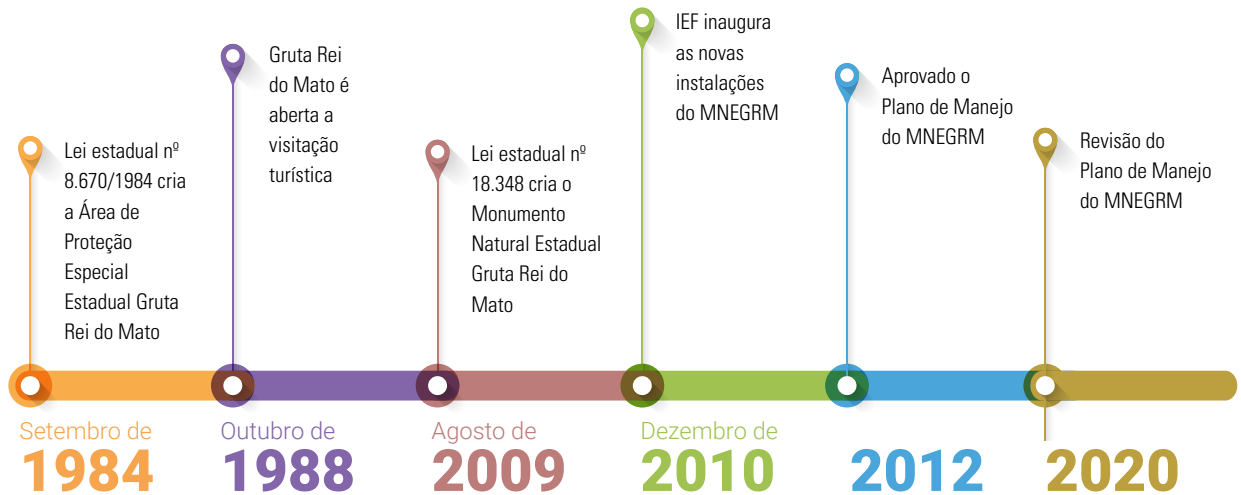 Lei estadual nº
8.670/1984 cria
a Área de
Proteção
Especial
Estadual Gruta
Rei do Mato
Setembro de
1984
Gruta Rei
do Mato é
aberta a
visitação
turística
Outubro de
1988
Lei estadual nº
18.348 cria o
Monumento
Natural Estadual
Gruta Rei do
Mato
Agosto de
2009
IEF inaugura
as novas
instalações
do MNEGRM
Dezembro de
2010
Aprovado o
Plano de Manejo
do MNEGRM
2012
Revisão do
Plano de Manejo
do MNEGRM
2020